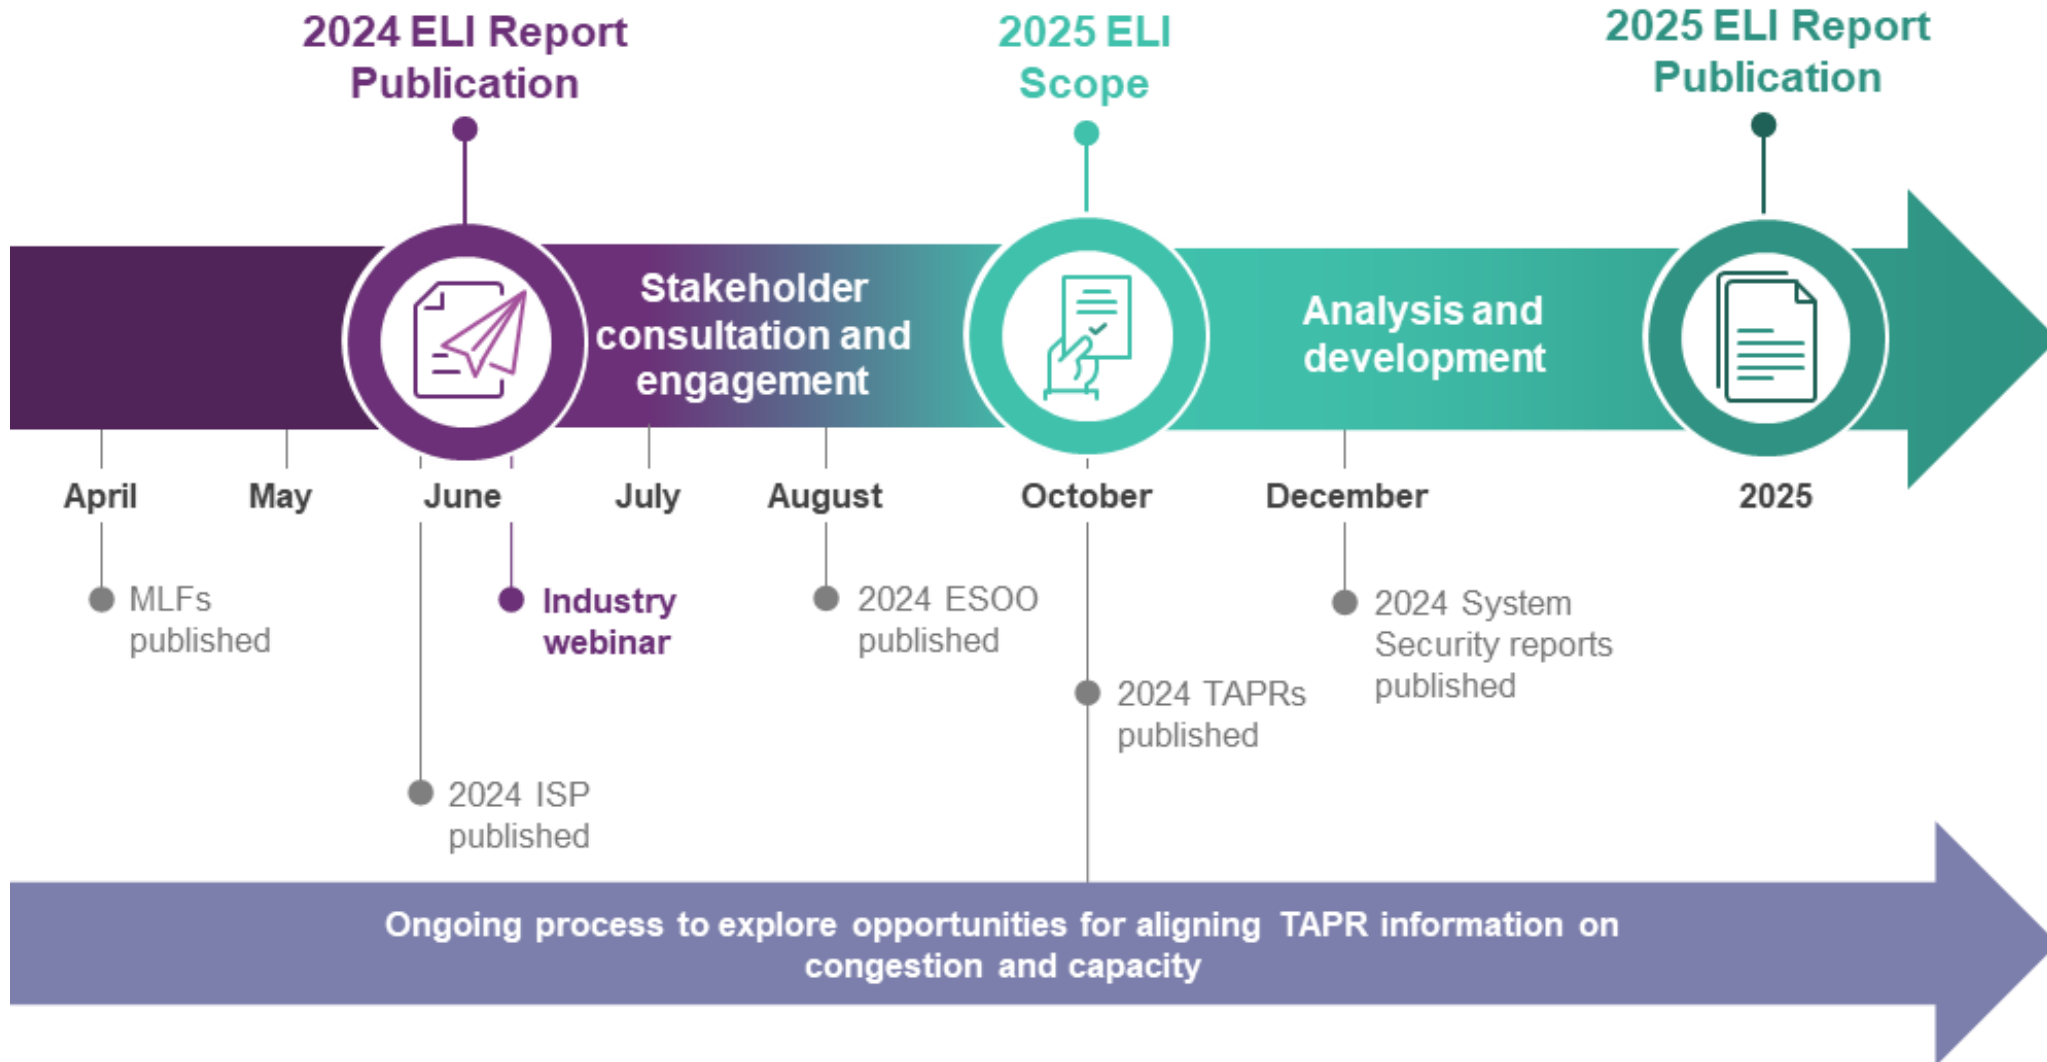 2024 ELI Report
Publication
2025 ELI
Scope
2025 ELI Report
Publication
Stakeholder
consultation and
engagement
Analysis and
development
April
May
June
July
August
October
December
2025
MLFs
published
Industry
webinar
2024 ESOO
published
2024 System
Security reports
published
2024 TAPRs
published
2024 ISP
published
Ongoing process to explore opportunities for aligning TAPR information on
congestion and capacity